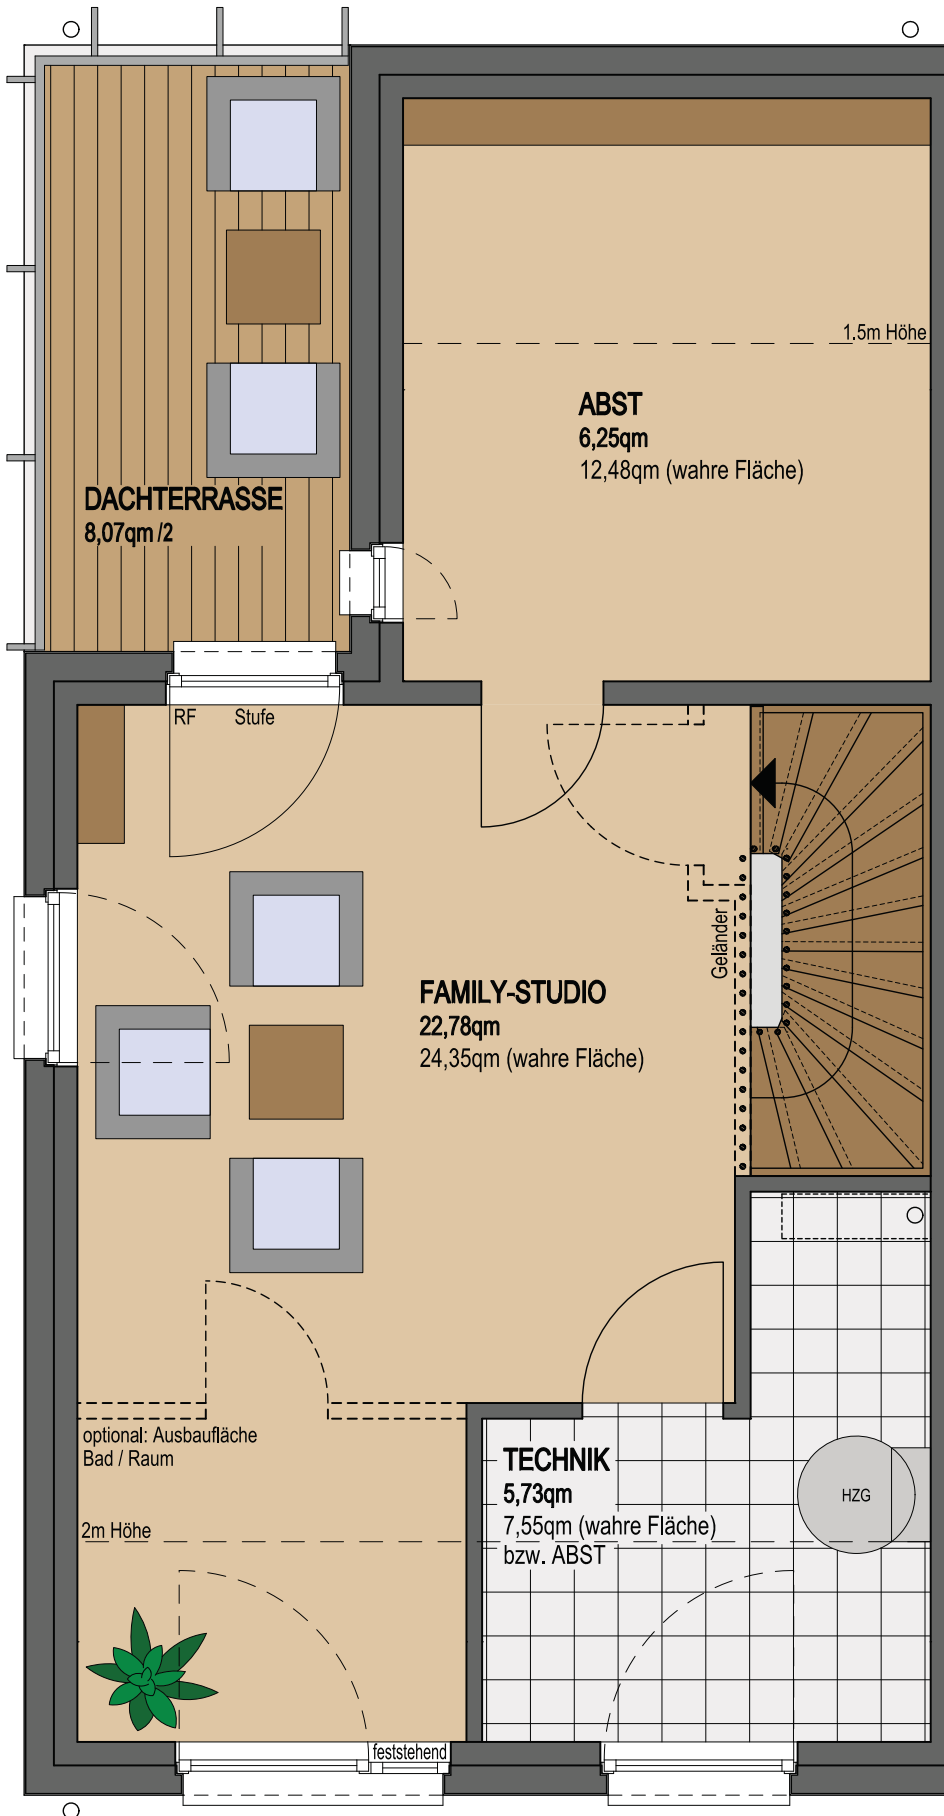 1.5m Höhe
ABST
6,25qm
12,48qm (wahre Fläche)
DACHTERRASSE
8,07qm /2
RF Stufe
Geländer
FAMILY-STUDIO
22,78qm
24,35qm (wahre Fläche)
optional: Ausbaufläche
Bad / Raum
TECHNIK
5,73qm
7,55qm (wahre Fläche)
bzw. ABST
HZG
2m Höhe
feststehend